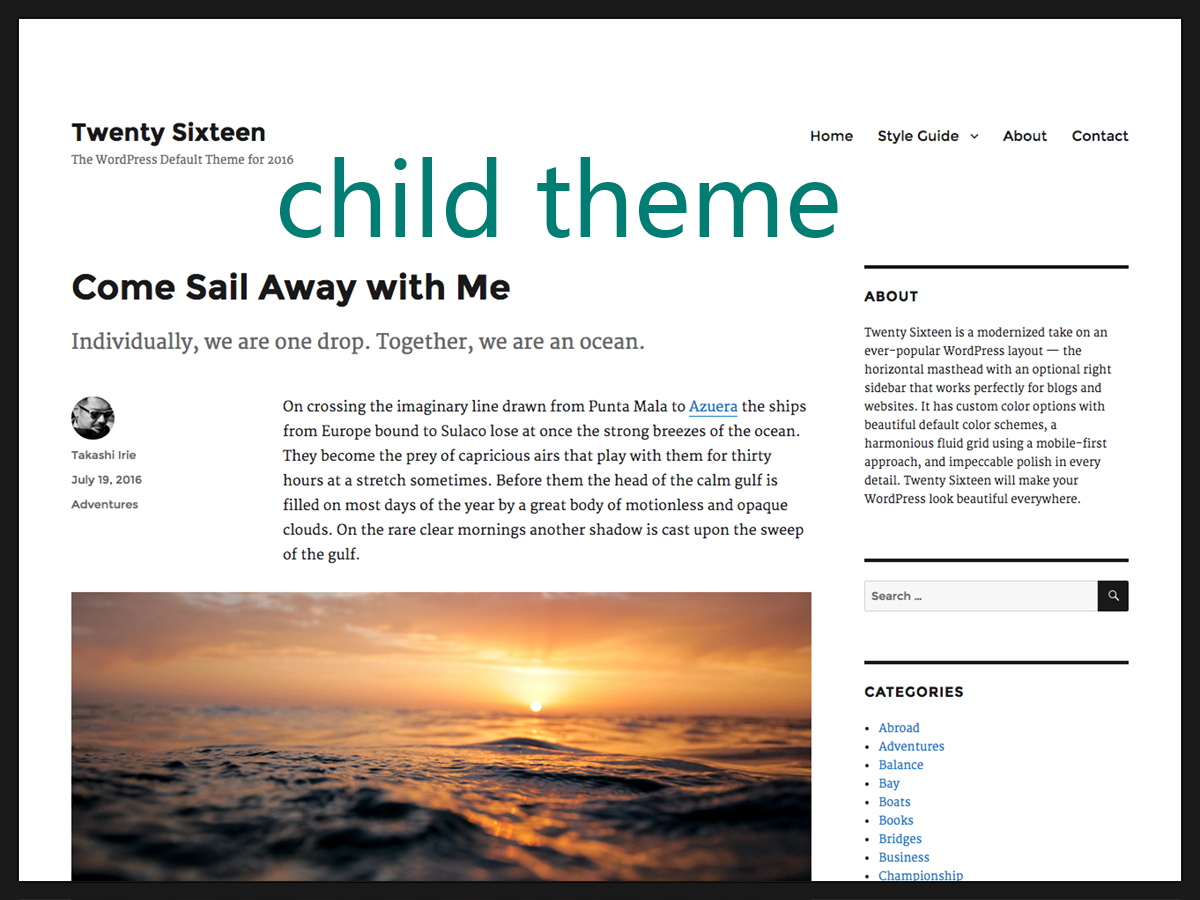 Twenty Sixteen
The WordPress Default Theme for 2016
Home Style Guide About Contact
child theme
Come Sail Away with Me
Individually, we are one drop. Together, we are an ocean.
Takashi Irie
July 19, 2016
Adventures
On crossing the imaginary line drawn from Punta Mala to Azuera the ships
from Europe bound to Sulaco lose at once the strong breezes of the ocean.
They become the prey of capricious airs that play with them for thirty
hours at a stretch sometimes. Before them the head of the calm gulf is
filled on most days of the year by a great body of motionless and opaque
clouds. On the rare clear mornings another shadow is cast upon the sweep
of the gulf.
ABOUT
Twenty Sixteen is a modernized take on an
ever-popular WordPress layout — the
horizontal masthead with an optional right
sidebar that works perfectly for blogs and
websites. It has custom color options with
beautiful default color schemes, a
harmonious fluid grid using a mobile-first
approach, and impeccable polish in every
detail. Twenty Sixteen will make your
WordPress look beautiful everywhere.
Search ...
CATEGORIES
Abroad
Adventures
Balance
Bay
Boats
Books
Bridges
Business
Championship